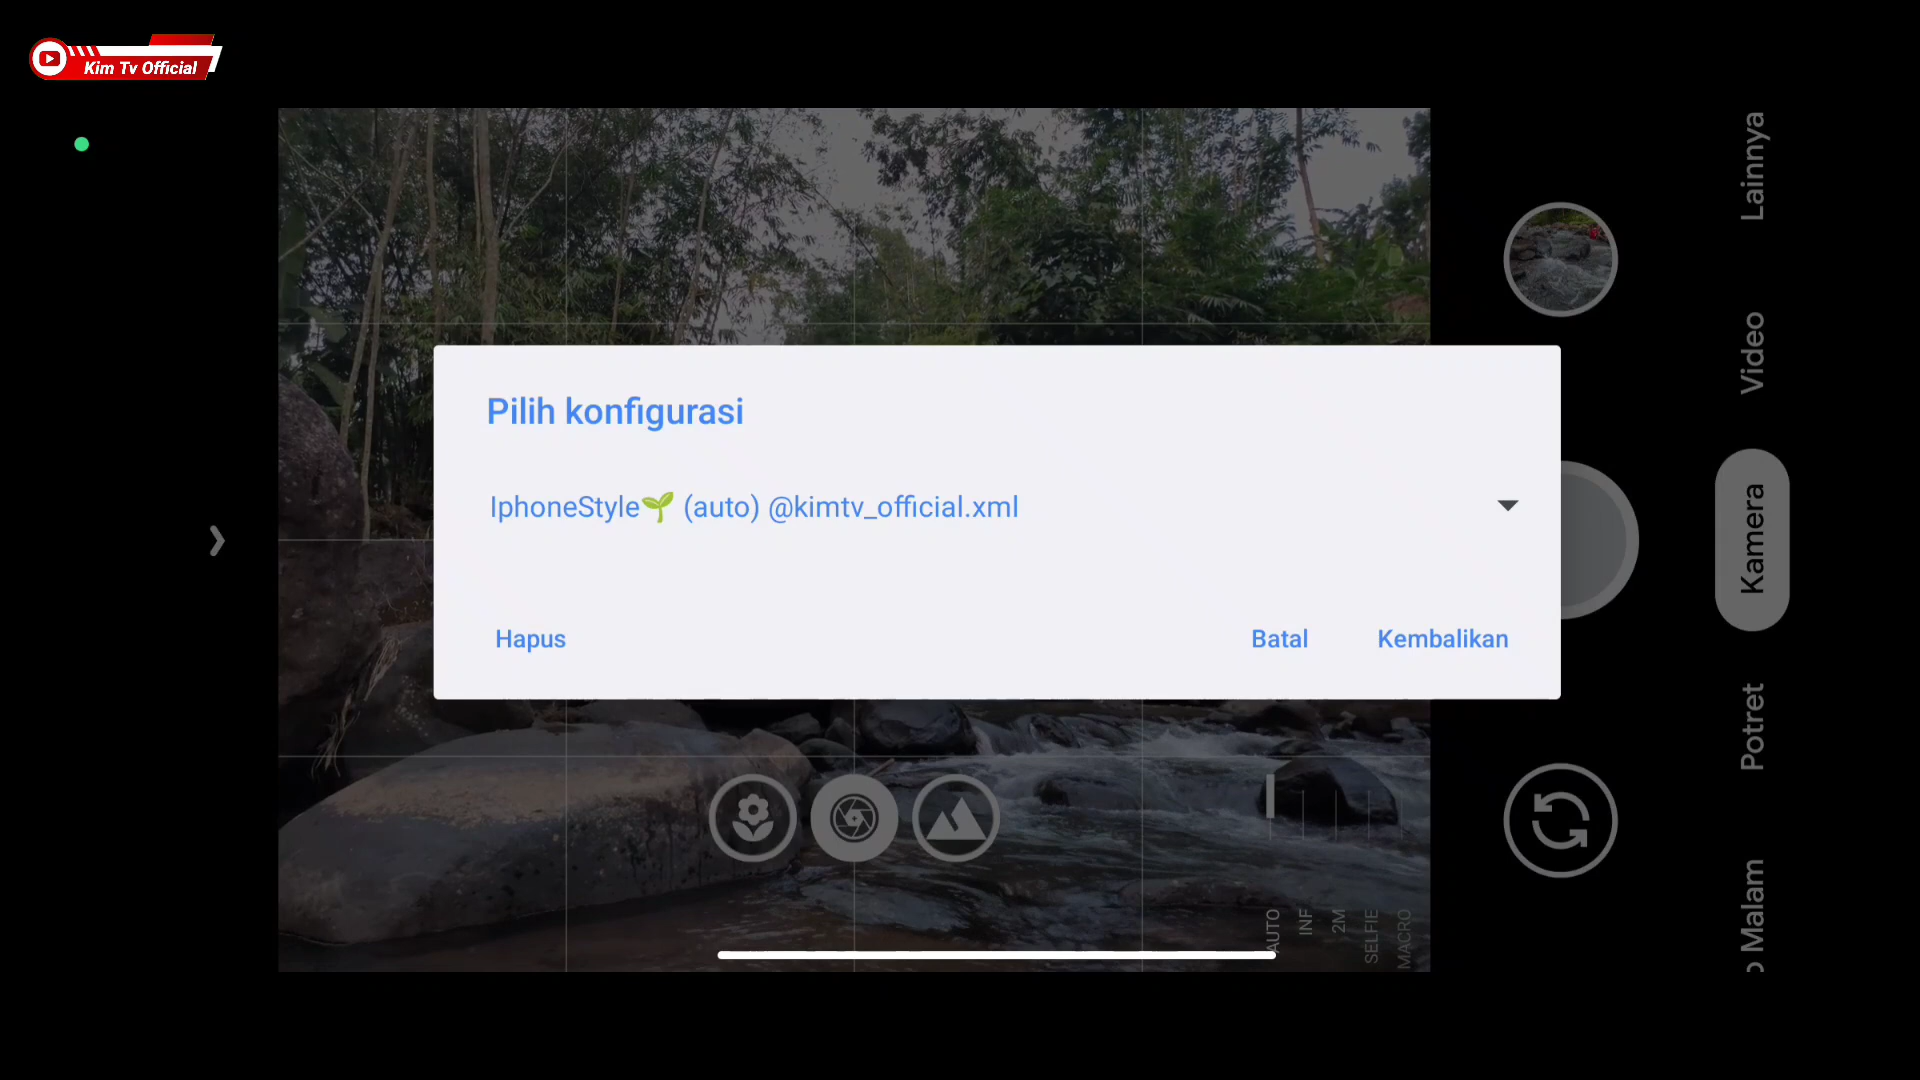 Kim Tv Official
Pilih konfigurasi
IphoneStyle🌱 (auto) @kimtv_official.xml
Hapus
Batal
Kembalikan
AUTO
INF
2M
SELFIE
MACRO
Lainnya
Video
Kamera
Potret
Malam